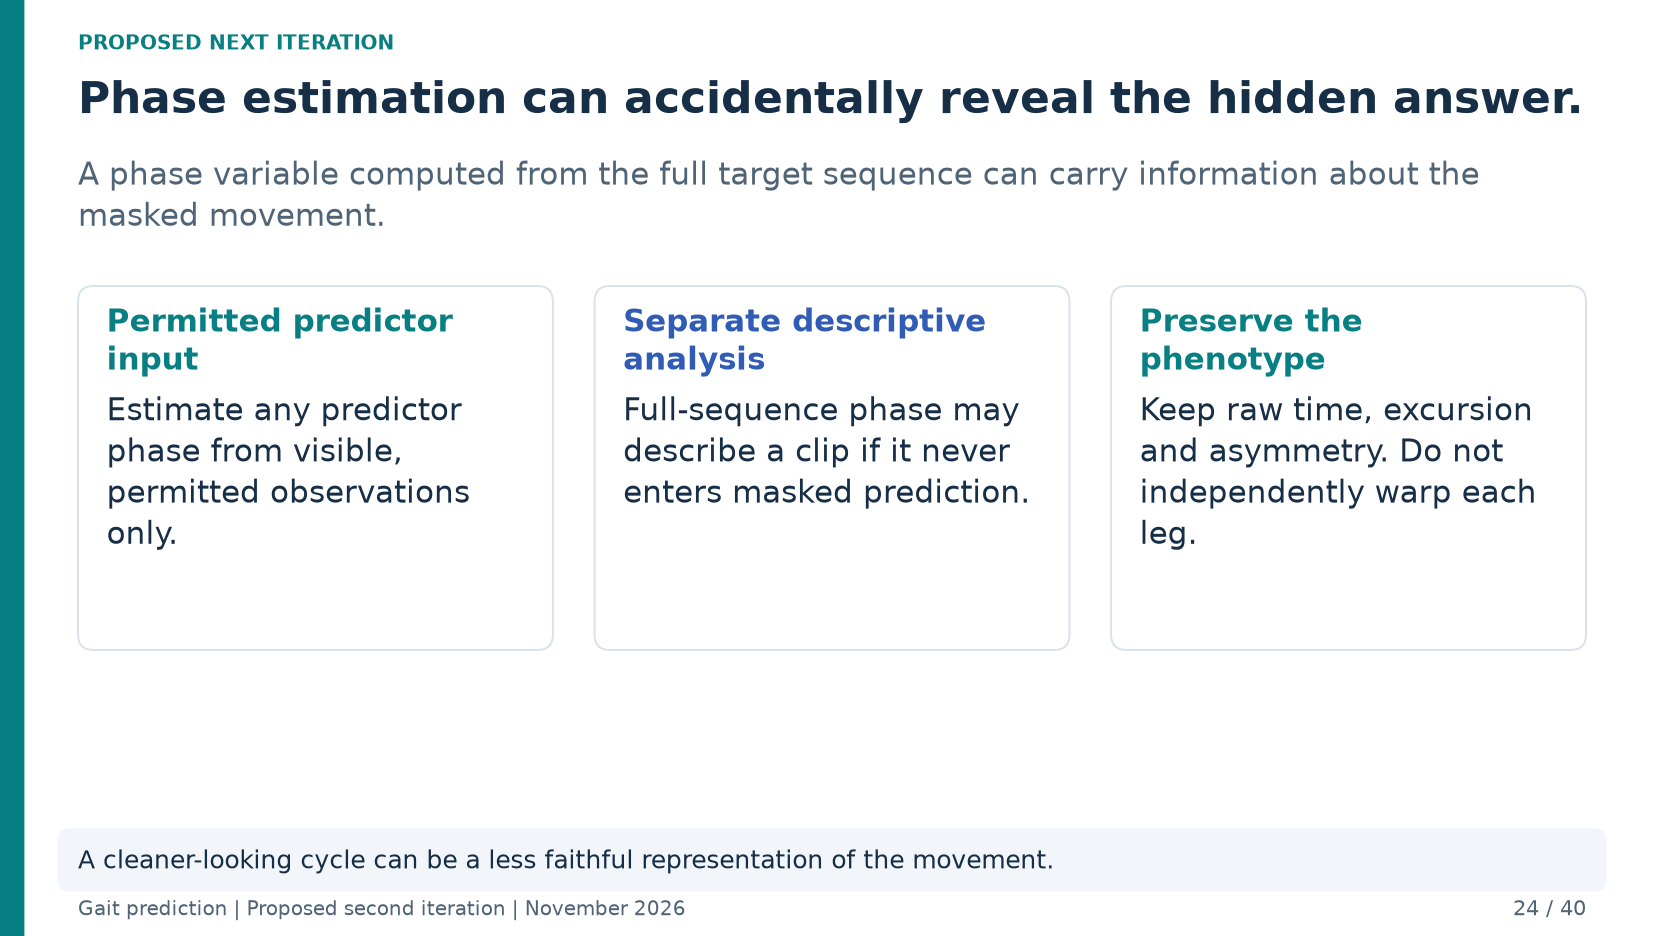 PROPOSED NEXT ITERATION
Phase estimation can accidentally reveal the hidden answer.
A phase variable computed from the full target sequence can carry information about the
masked movement.
Permitted predictor
input
Estimate any predictor
phase from visible,
permitted observations
only.
Separate descriptive
analysis
Full-sequence phase may
describe a clip if it never
enters masked prediction.
Preserve the
phenotype
Keep raw time, excursion
and asymmetry. Do not
independently warp each
leg.
A cleaner-looking cycle can be a less faithful representation of the movement.
Gait prediction | Proposed second iteration | November 2026
24 / 40